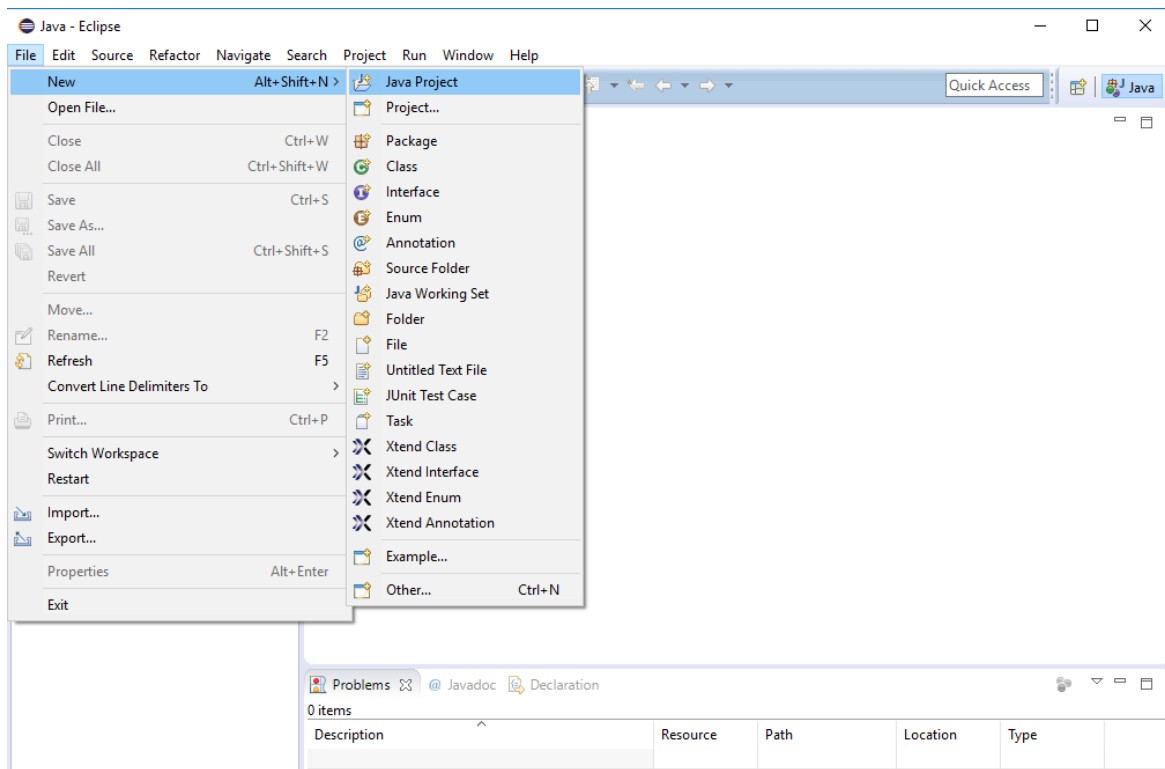 Java - Eclipse
File Edit Source Refactor Navigate Search Project Run Window Help
New Alt+Shift+N >
Open File...
Close Ctrl+W
Close All Ctrl+Shift+W
Save Ctrl+S
Save As...
Save All Ctrl+Shift+S
Revert
Move...
Rename... F2
Refresh F5
Convert Line Delimiters To >
Print... Ctrl+P
Switch Workspace >
Restart
Import...
Export...
Properties Alt+Enter
Exit
Java Project
Project...
Package
Class
Interface
Enum
Annotation
Source Folder
Java Working Set
Folder
File
Untitled Text File
JUnit Test Case
Task
Xtend Class
Xtend Interface
Xtend Enum
Xtend Annotation
Example...
Other... Ctrl+N
Quick Access Java
Problems @ Javadoc Declaration
0 items
Description Resource Path Location Type